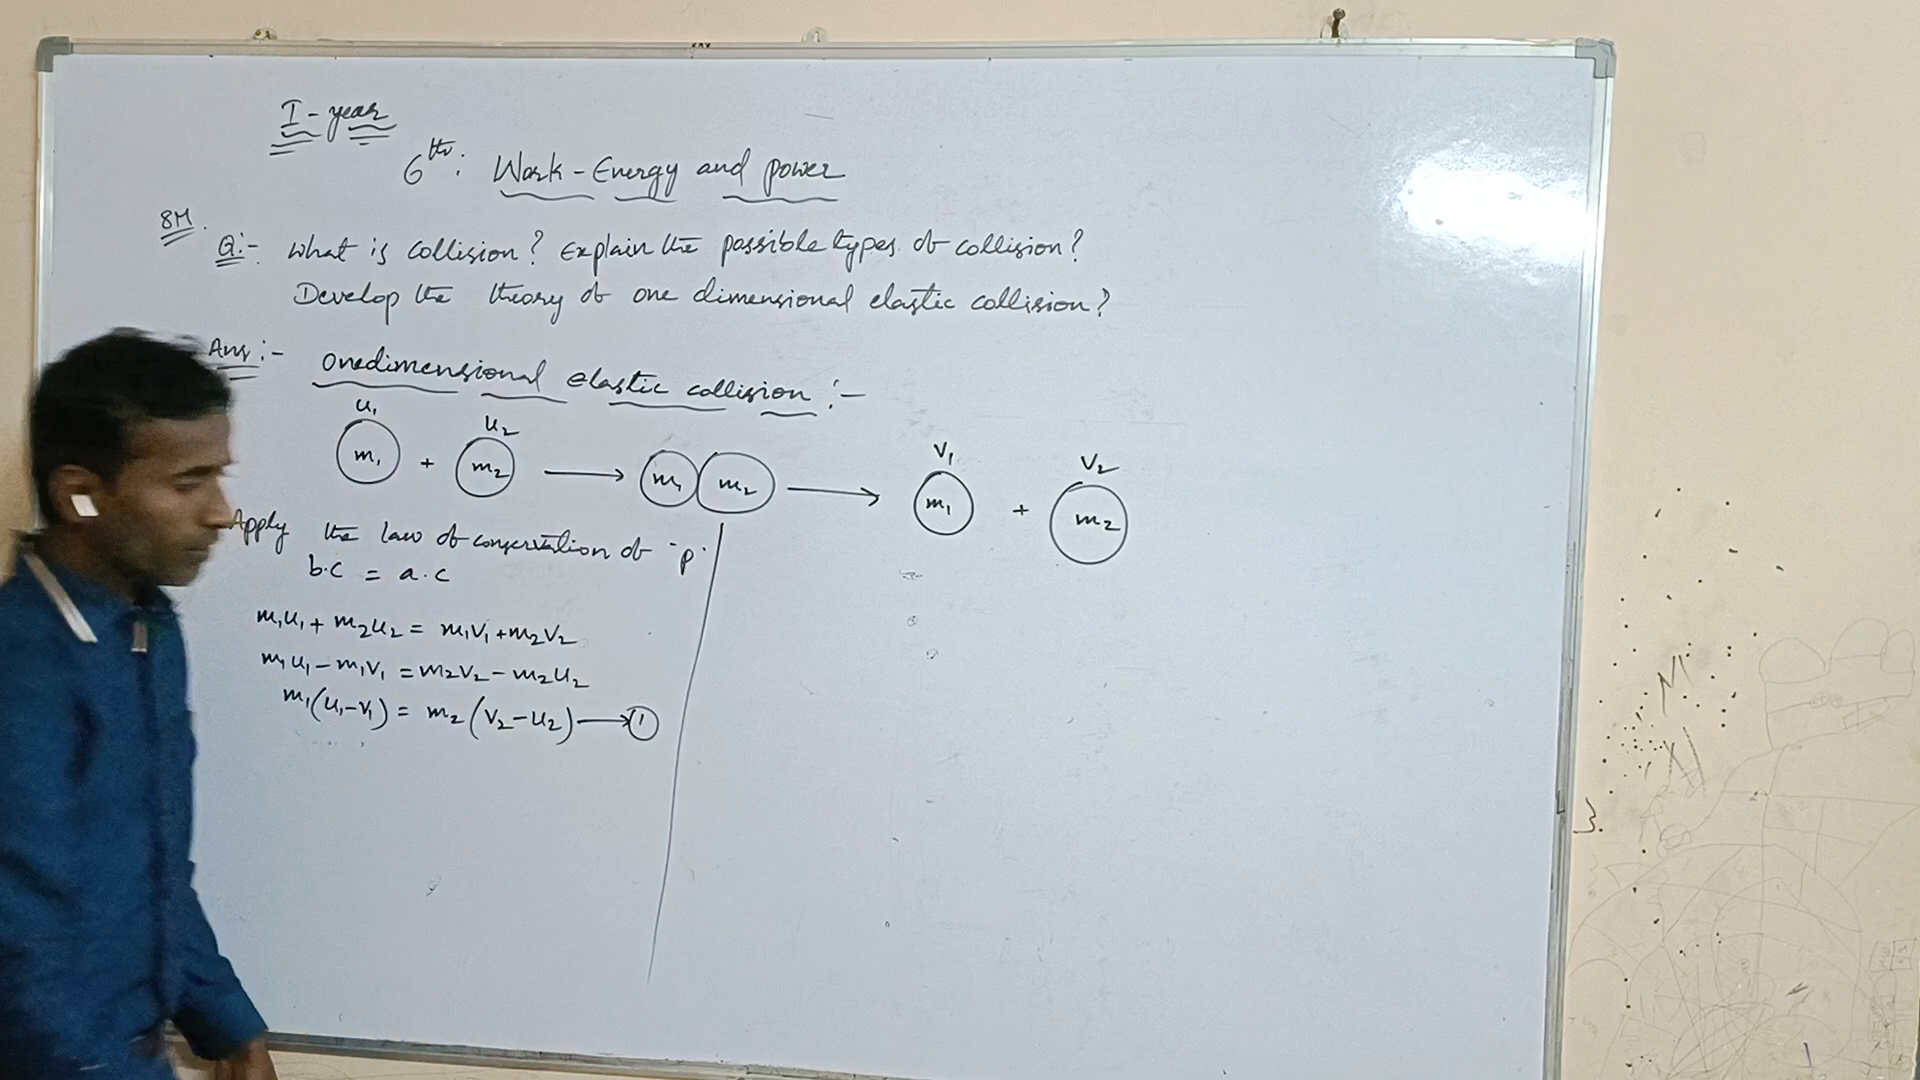 I - year
6th: Work - Energy and power
8M.
Q:- What is collision? Explain the possible types of collision?
Develop the theory of one dimensional elastic collision?
Ans:- onedimensional elastic collision :-
u₁ u₂ v₁ v₂
m₁ + m₂ → m₁ m₂ → m₁ + m₂
Apply the law of conservation of "p"
b.c = a.c
m₁u₁ + m₂u₂ = m₁v₁ + m₂v₂
m₁u₁ - m₁v₁ = m₂v₂ - m₂u₂
m₁(u₁-v₁) = m₂(v₂-u₂) → ①